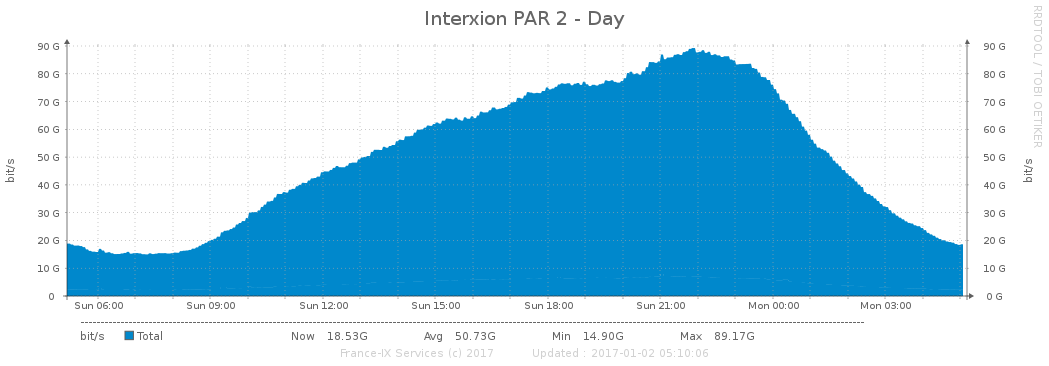 Interxion PAR 2 - Day
RRDTOOL / TOBI OETIKER
90 G 90 G
80 G 80 G
70 G 70 G
60 G 60 G
50 G 50 G
40 G 40 G
30 G 30 G
20 G 20 G
10 G 10 G
0 0 G
bit/s bit/s
Sun 06:00 Sun 09:00 Sun 12:00 Sun 15:00 Sun 18:00 Sun 21:00 Mon 00:00 Mon 03:00
bit/s Total Now 18.53G Avg 50.73G Min 14.90G Max 89.17G
France-IX Services (c) 2017 Updated : 2017-01-02 05:10:06